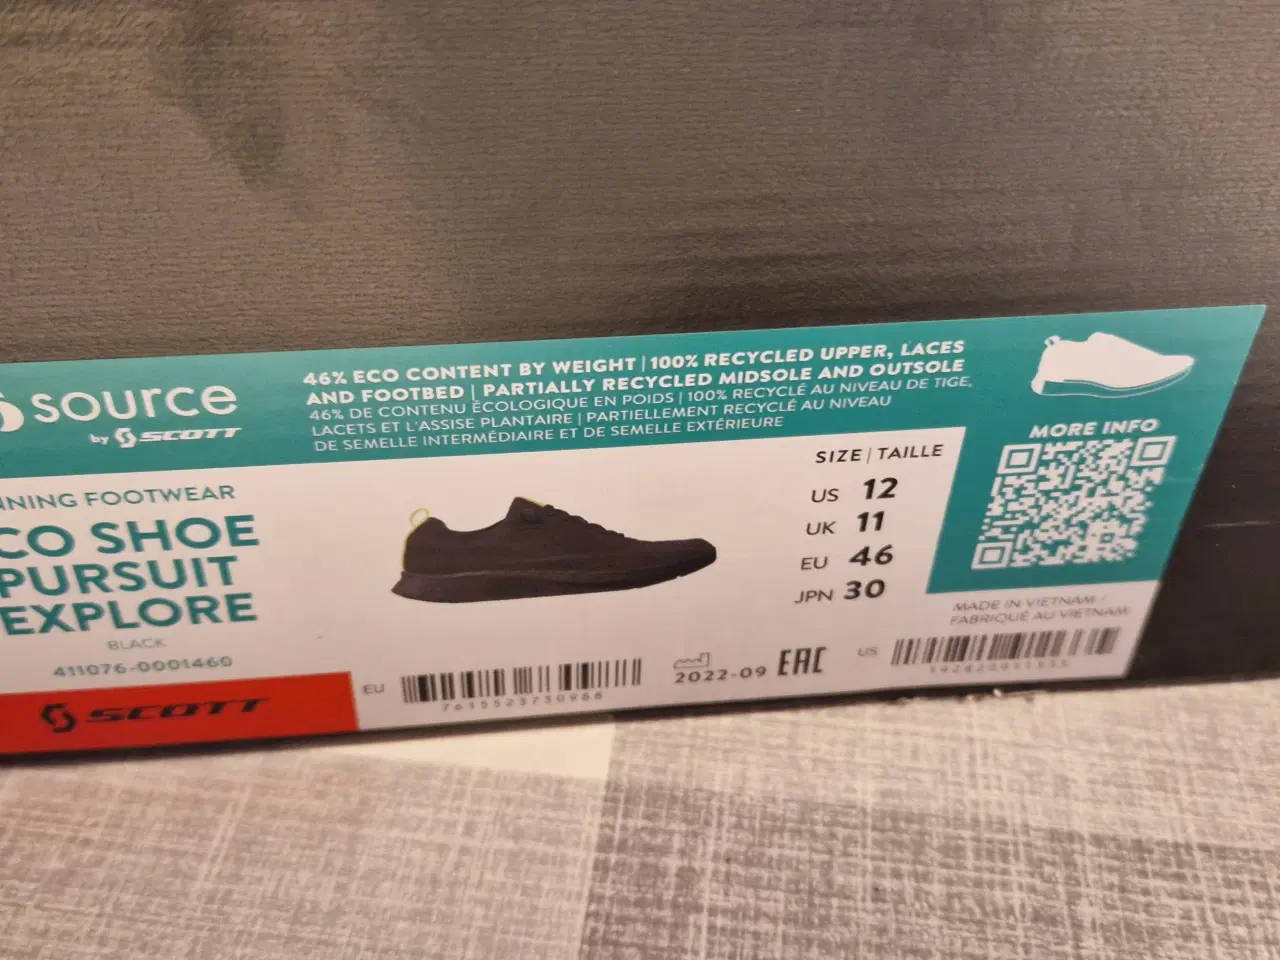 source
by SCOTT
46% ECO CONTENT BY WEIGHT | 100% RECYCLED UPPER, LACES
AND FOOTBED | PARTIALLY RECYCLED MIDSOLE AND OUTSOLE
46% DE CONTENU ÉCOLOGIQUE EN POIDS | 100% RECYCLÉ AU NIVEAU DE TIGE,
LACETS ET L'ASSISE PLANTAIRE | PARTIELLEMENT RECYCLÉ AU NIVEAU
DE SEMELLE INTERMÉDIAIRE ET DE SEMELLE EXTÉRIEURE
NNING FOOTWEAR
CO SHOE
PURSUIT
EXPLORE
BLACK
411076-0001460
SCOTT
EU
7615523730988
2022-09
EAC
SIZE | TAILLE
US 12
UK 11
EU 46
JPN 30
MORE INFO
MADE IN VIETNAM /
FABRIQUÉ AU VIETNAM
US